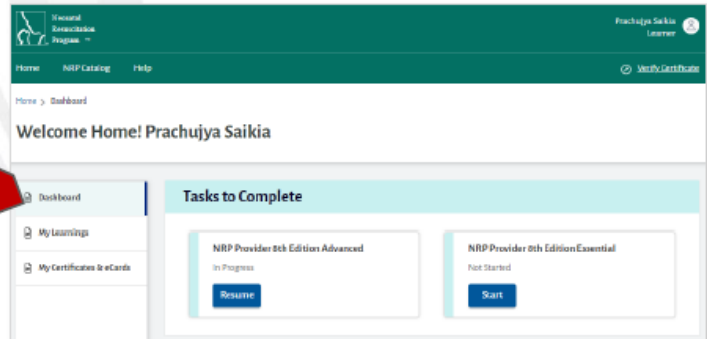 Neonatal
Resuscitation
Program ™
Prachujya Saikia
Learner
Home NRP Catalog Help
Verify Certificate
Home > Dashboard
Welcome Home! Prachujya Saikia
Dashboard
My Learnings
My Certificates & eCards
Tasks to Complete
NRP Provider 8th Edition Advanced
In Progress
Resume
NRP Provider 8th Edition Essential
Not Started
Start